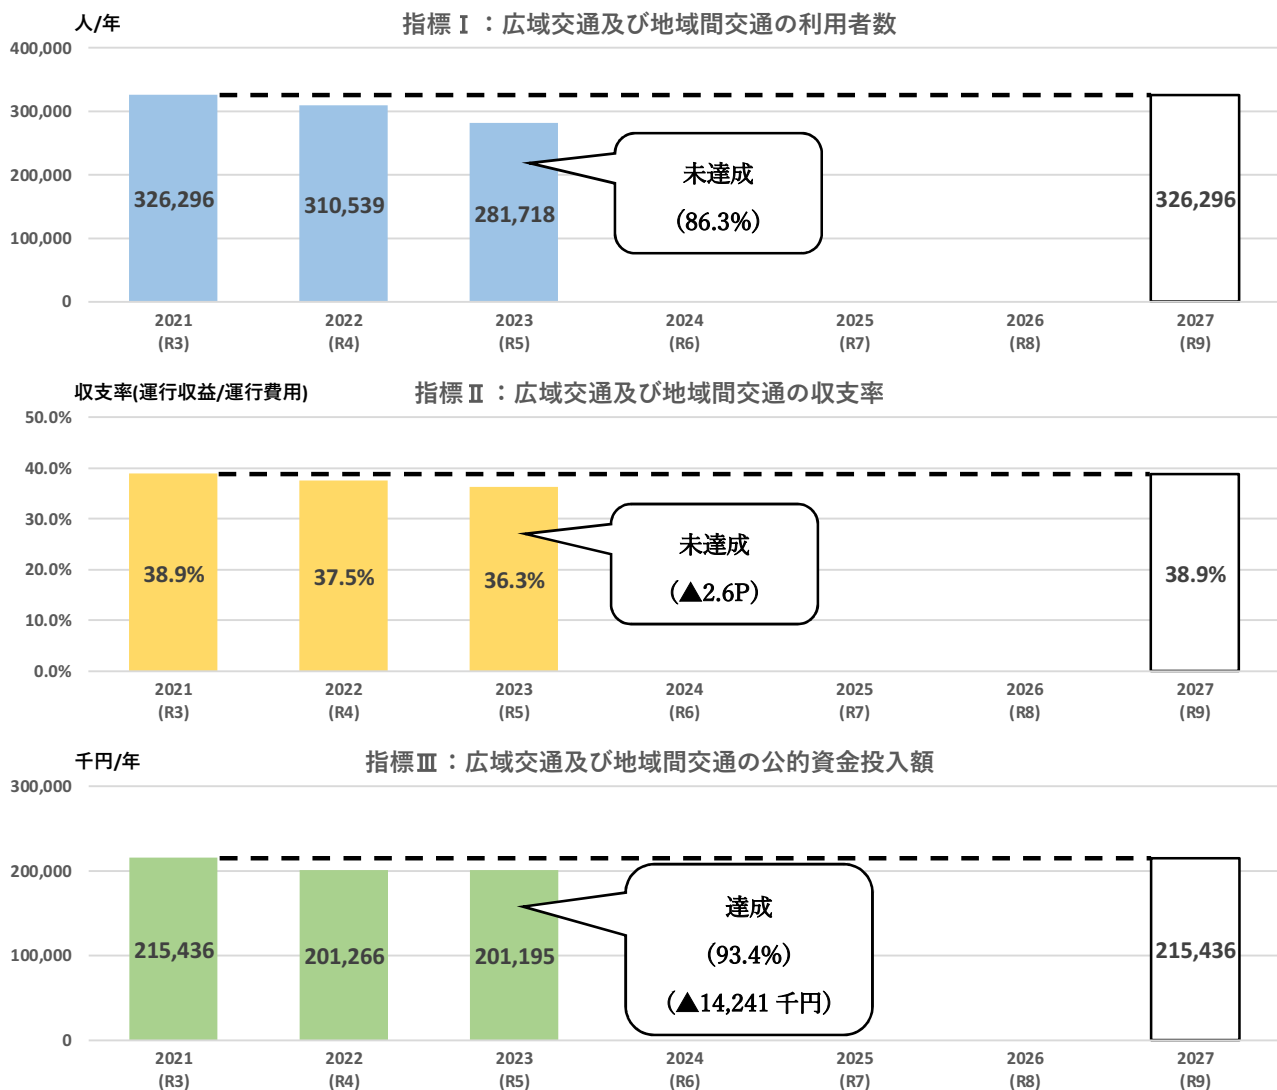 人/年
指標Ⅰ：広域交通及び地域間交通の利用者数
400,000
300,000
200,000
100,000
0
326,296
310,539
281,718
未達成
(86.3%)
326,296
2021 2022 2023 2024 2025 2026 2027
(R3) (R4) (R5) (R6) (R7) (R8) (R9)
収支率(運行収益/運行費用)
指標Ⅱ：広域交通及び地域間交通の収支率
50.0%
40.0%
30.0%
20.0%
10.0%
0.0%
38.9%
37.5%
36.3%
未達成
(▲2.6P)
38.9%
2021 2022 2023 2024 2025 2026 2027
(R3) (R4) (R5) (R6) (R7) (R8) (R9)
千円/年
指標Ⅲ：広域交通及び地域間交通の公的資金投入額
300,000
200,000
100,000
0
215,436
201,266
201,195
達成
(93.4%)
(▲14,241 千円)
215,436
2021 2022 2023 2024 2025 2026 2027
(R3) (R4) (R5) (R6) (R7) (R8) (R9)